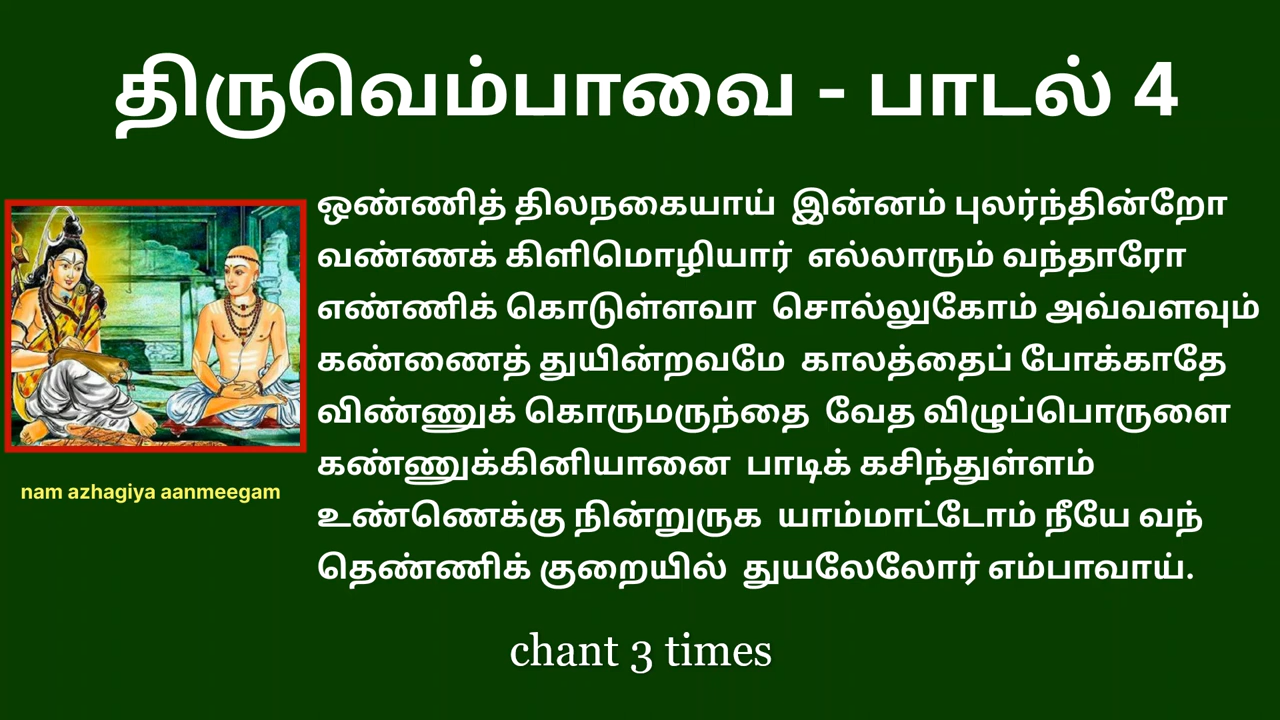 திருவெம்பாவை - பாடல் 4
ஒண்ணித் திலநகையாய் இன்னம் புலர்ந்தின்றோ
வண்ணக் கிளிமொழியார் எல்லாரும் வந்தாரோ
எண்ணிக் கொடுள்ளவா சொல்லுகோம் அவ்வளவும்
கண்ணைத் துயின்றவமே காலத்தைப் போக்காதே
விண்ணுக் கொருமருந்தை வேத விழுப்பொருளை
கண்ணுக்கினியானை பாடிக் கசிந்துள்ளம்
உண்ணெக்கு நின்றுருக யாம்மாட்டோம் நீயே வந்
தெண்ணிக் குறையில் துயலேலோர் எம்பாவாய்.
nam azhagiya aanmeegam
chant 3 times